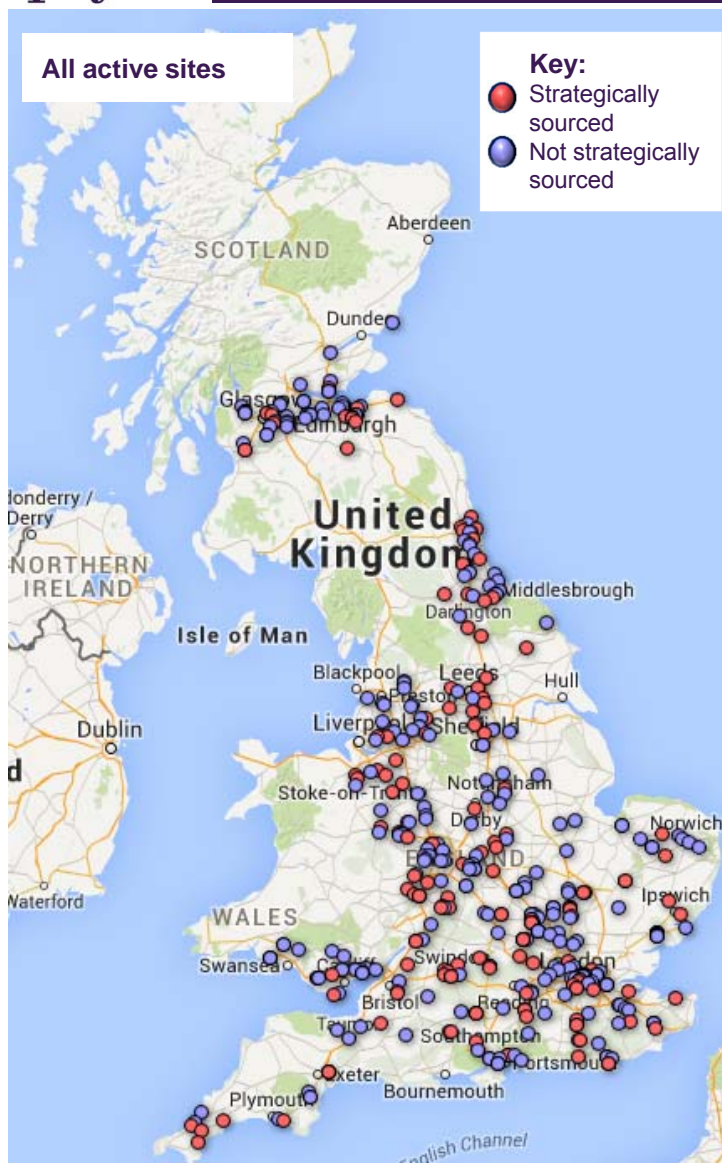 All active sites
Key:
Strategically
sourced
Not strategically
sourced
Aberdeen
SCOTLAND
Dundee
Glasgow
Edinburgh
United
Kingdom
donderry /
Derry
NORTHERN
IRELAND
Middlesbrough
Darlington
Isle of Man
Blackpool
Leeds
Preston
Hull
Dublin
Liverpool
Sheffield
d
Stoke-on-Trent
Nottingham
Derby
Norwich
ENGLAND
Waterford
Ipswich
WALES
Swansea
Cardiff
Swindon
London
Bristol
Reading
Taunton
Southampton
Portsmouth
Exeter
Bournemouth
Plymouth
English Channel